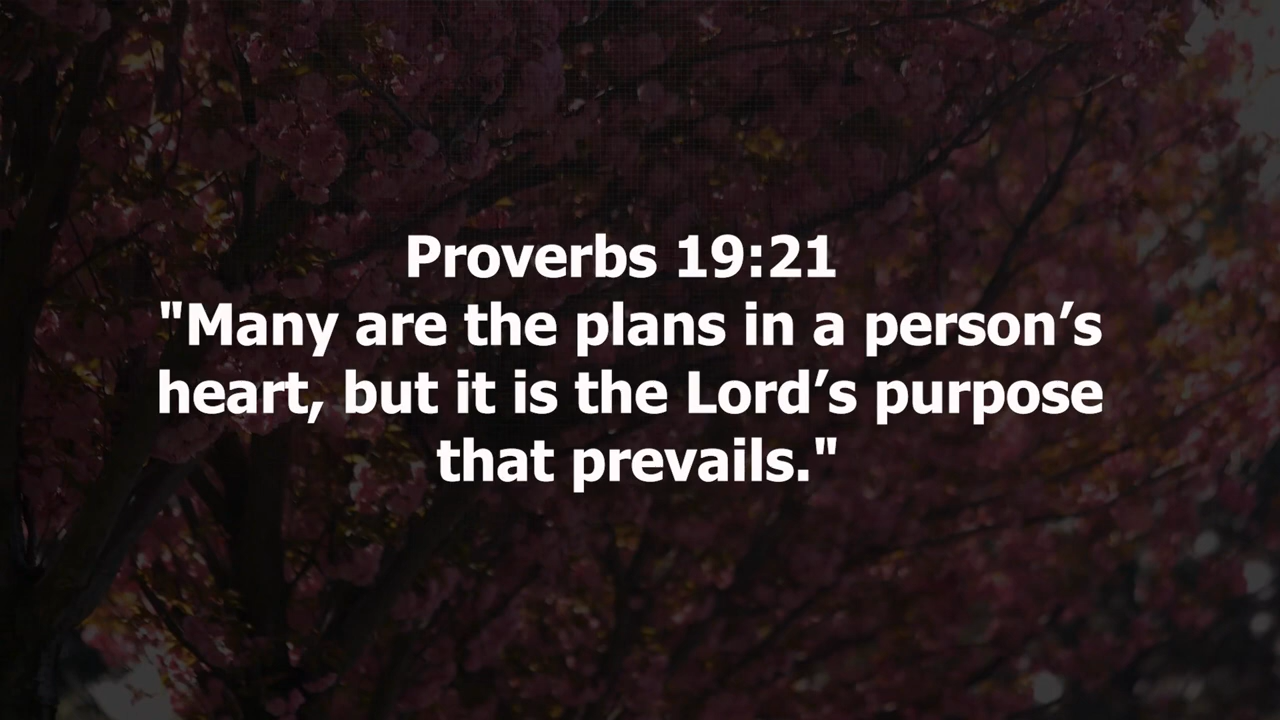 Proverbs 19:21
"Many are the plans in a person’s
heart, but it is the Lord’s purpose
that prevails."